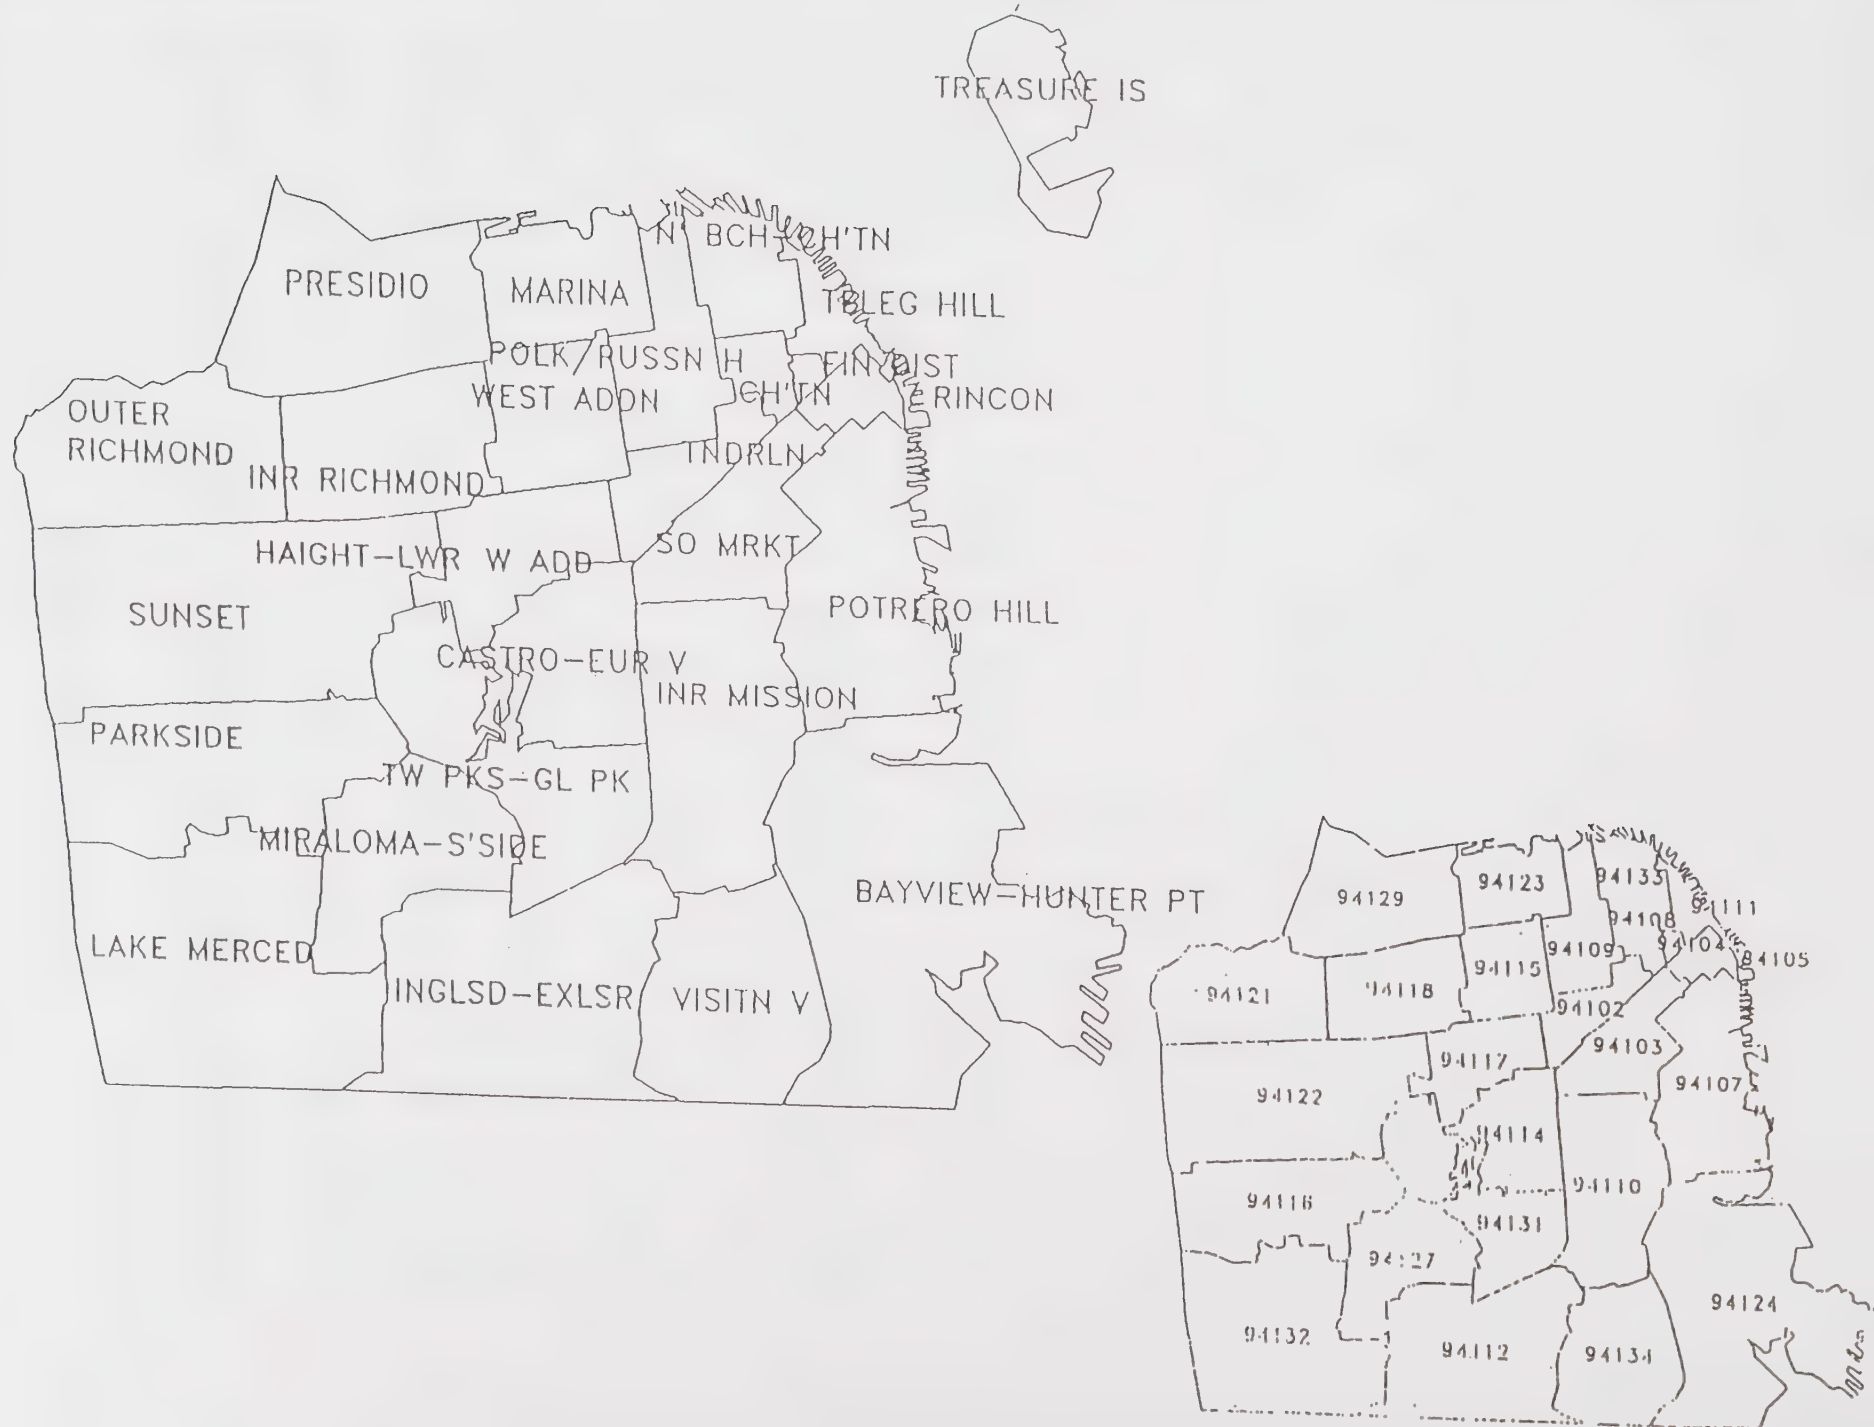 TREASURE IS
N' BCH-CH'TN
PRESIDIO
MARINA
TELEG HILL
POLK/RUSSN H
FIN DIST
WEST ADDN
CH'TN
RINCON
OUTER
RICHMOND
INR RICHMOND
TNDRLN
HAIGHT-LWR W ADD
SO MRKT
SUNSET
POTRERO HILL
CASTRO-EUR V
INR MISSION
PARKSIDE
TW PKS-GL PK
MIRALOMA-S'SIDE
BAYVIEW-HUNTER PT
LAKE MERCED
INGLSD-EXLSR
VISITN V
94129
94123
94133
94111
94108
94109
94104
94105
94115
94121
94118
94102
94117
94103
94122
94107
94114
94116
94110
94131
94127
94124
94132
94112
94134